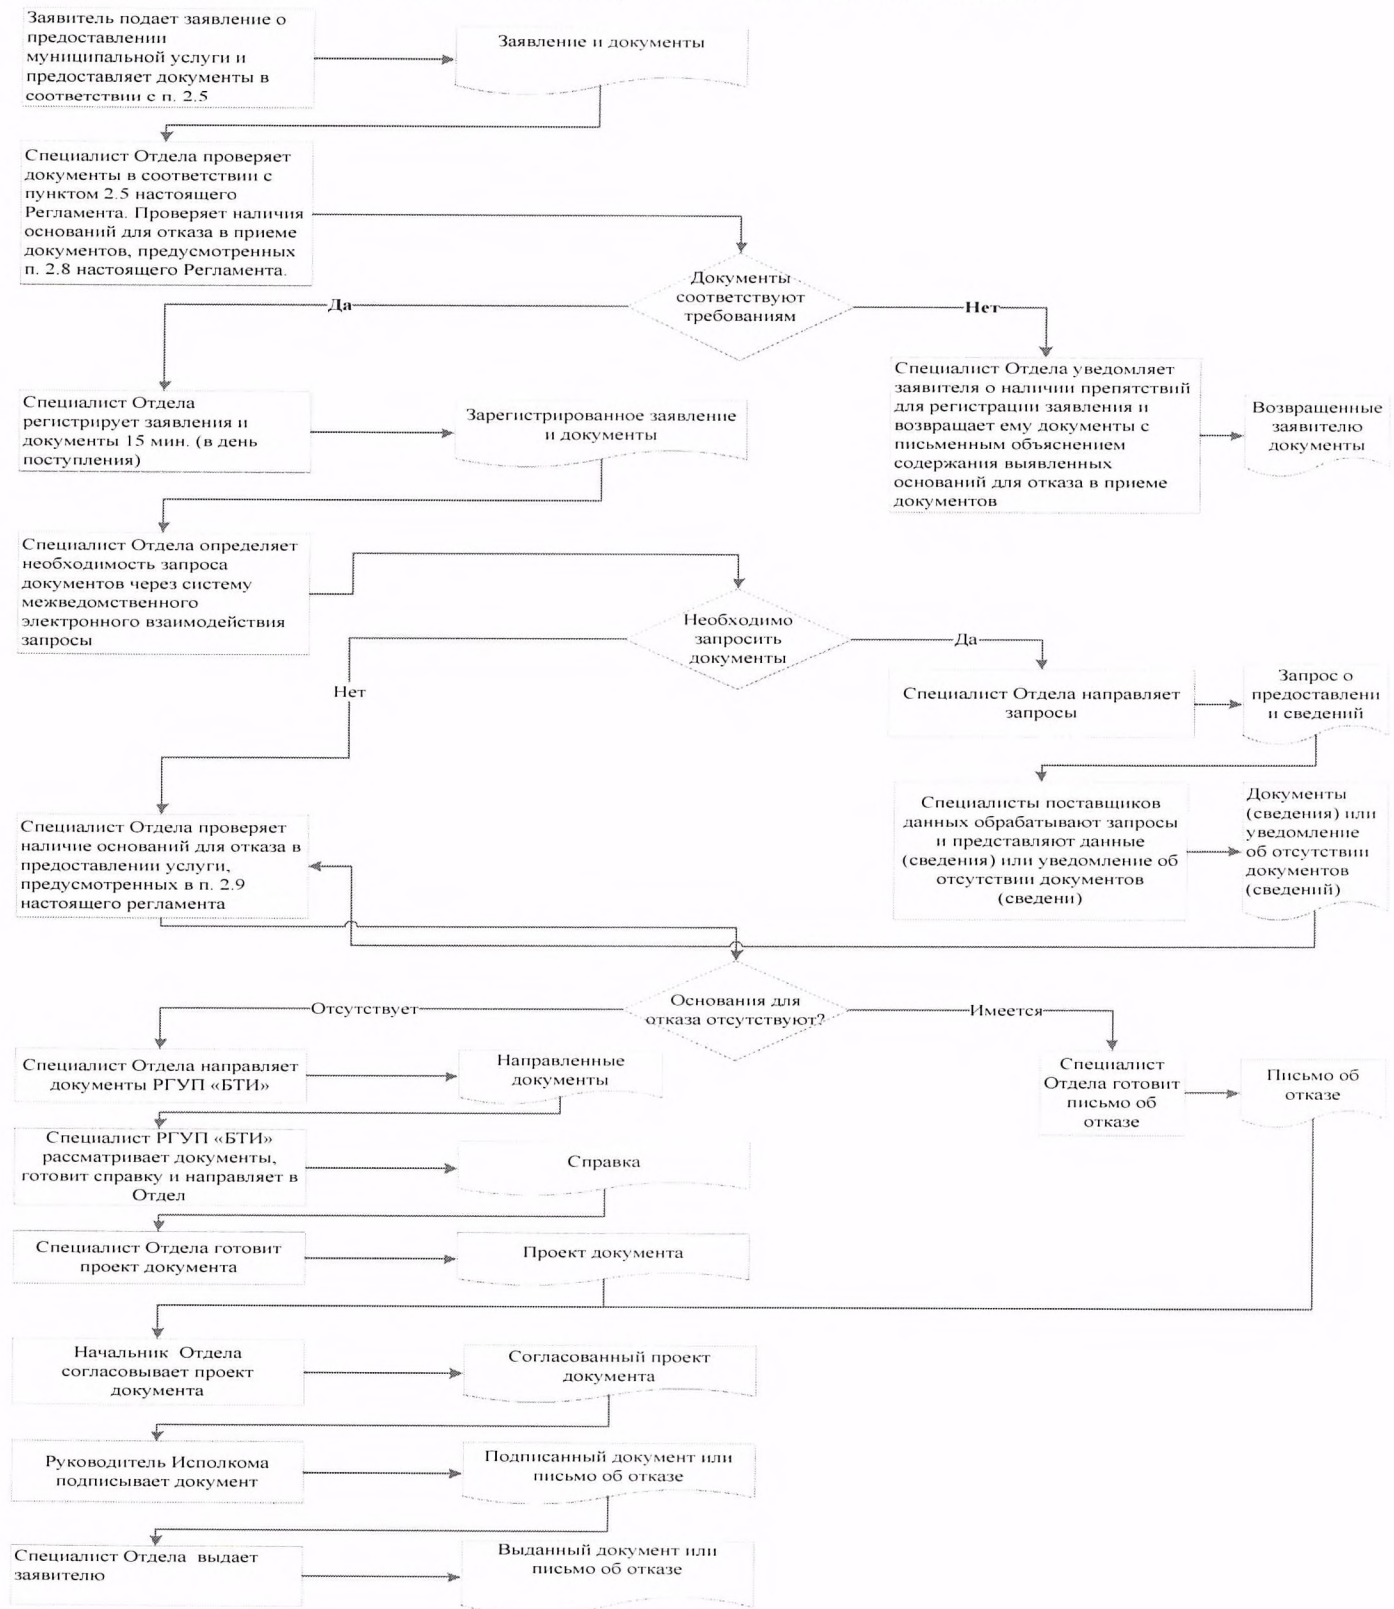 Заявитель подает заявление о
предоставлении
муниципальной услуги и
предоставляет документы в
соответствии с п. 2.5
Заявление и документы
Специалист Отдела проверяет
документы в соответствии с
пунктом 2.5 настоящего
Регламента. Проверяет наличия
оснований для отказа в приеме
документов, предусмотренных
п. 2.8 настоящего Регламента.
Документы
соответствуют
требованиям
Да
Нет
Специалист Отдела
регистрирует заявления и
документы 15 мин. (в день
поступления)
Зарегистрированное заявление
и документы
Специалист Отдела уведомляет
заявителя о наличии препятствий
для регистрации заявления и
возвращает ему документы с
письменным объяснением
содержания выявленных
оснований для отказа в приеме
документов
Возвращенные
заявителю
документы
Специалист Отдела определяет
необходимость запроса
документов через систему
межведомственного
электронного взаимодействия
запросы
Необходимо
запросить
документы
Да
Нет
Специалист Отдела направляет
запросы
Запрос о
предоставлени
и сведений
Специалисты поставщиков
данных обрабатывают запросы
и представляют данные
(сведения) или уведомление об
отсутствии документов
(сведени)
Документы
(сведения) или
уведомление
об отсутствии
документов
(сведений)
Специалист Отдела проверяет
наличие оснований для отказа в
предоставлении услуги,
предусмотренных в п. 2.9
настоящего регламента
Основания для
отказа отсутствуют?
Отсутствует
Имеется
Специалист Отдела направляет
документы РГУП «БТИ»
Направленные
документы
Специалист
Отдела готовит
письмо об
отказе
Письмо об
отказе
Специалист РГУП «БТИ»
рассматривает документы,
готовит справку и направляет в
Отдел
Справка
Специалист Отдела готовит
проект документа
Проект документа
Начальник Отдела
согласовывает проект
документа
Согласованный проект
документа
Руководитель Исполкома
подписывает документ
Подписанный документ или
письмо об отказе
Специалист Отдела выдает
заявителю
Выданный документ или
письмо об отказе